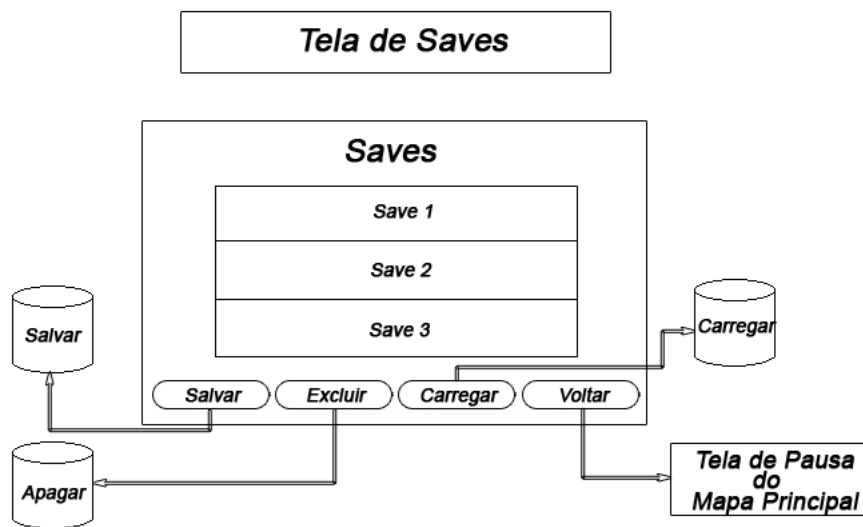 Tela de Saves
Saves
Save 1
Save 2
Save 3
Salvar
Carregar
Salvar
Excluir
Carregar
Voltar
Apagar
Tela de Pausa
do
Mapa Principal